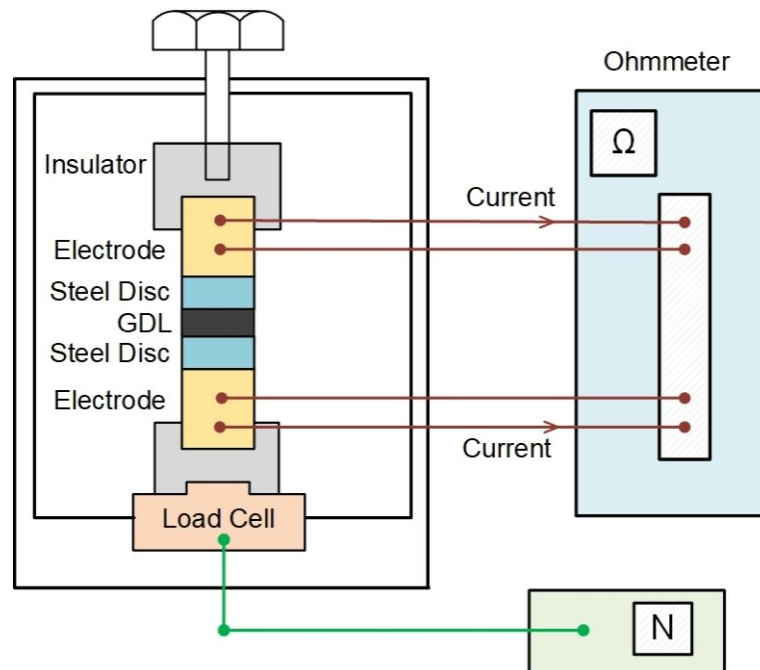 Ohmmeter
Ω
Insulator
Current
Electrode
Steel Disc
GDL
Steel Disc
Electrode
Current
Load Cell
N